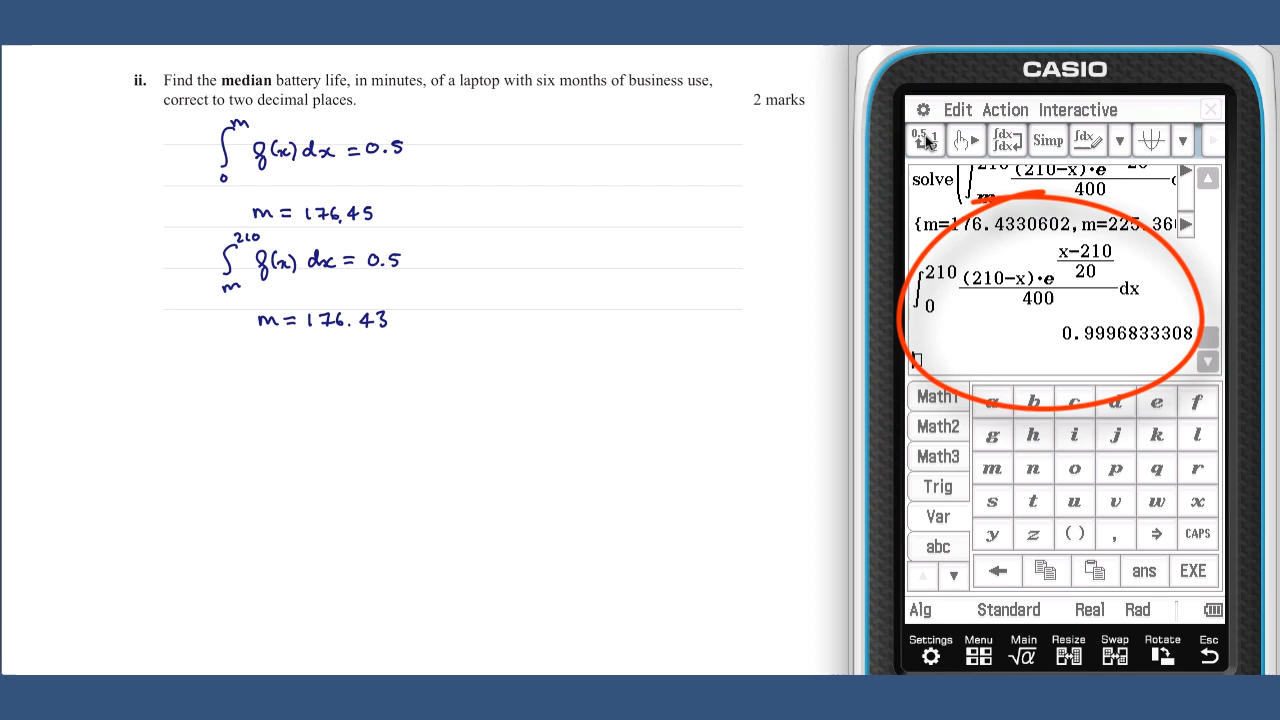 ii. Find the median battery life, in minutes, of a laptop with six months of business use,
correct to two decimal places. 2 marks
∫₀ᵐ g(x) dx = 0.5
m = 176.45
∫ₘ²¹⁰ g(x) dx = 0.5
m = 176.43
CASIO
Edit Action Interactive
Simp
solve(∫ₘ²¹⁰ (210-x)·e 20
400
{m=176.4330602, m=225.36
∫₀²¹⁰ (210-x)·e^((x-210)/20) / 400 dx
0.9996833308
Math1 a b c d e f
Math2 g h i j k l
Math3 m n o p q r
Trig s t u v w x
Var y z ( ) , ⇒ CAPS
abc ans EXE
Alg Standard Real Rad
Settings Menu Main Resize Swap Rotate Esc
√α